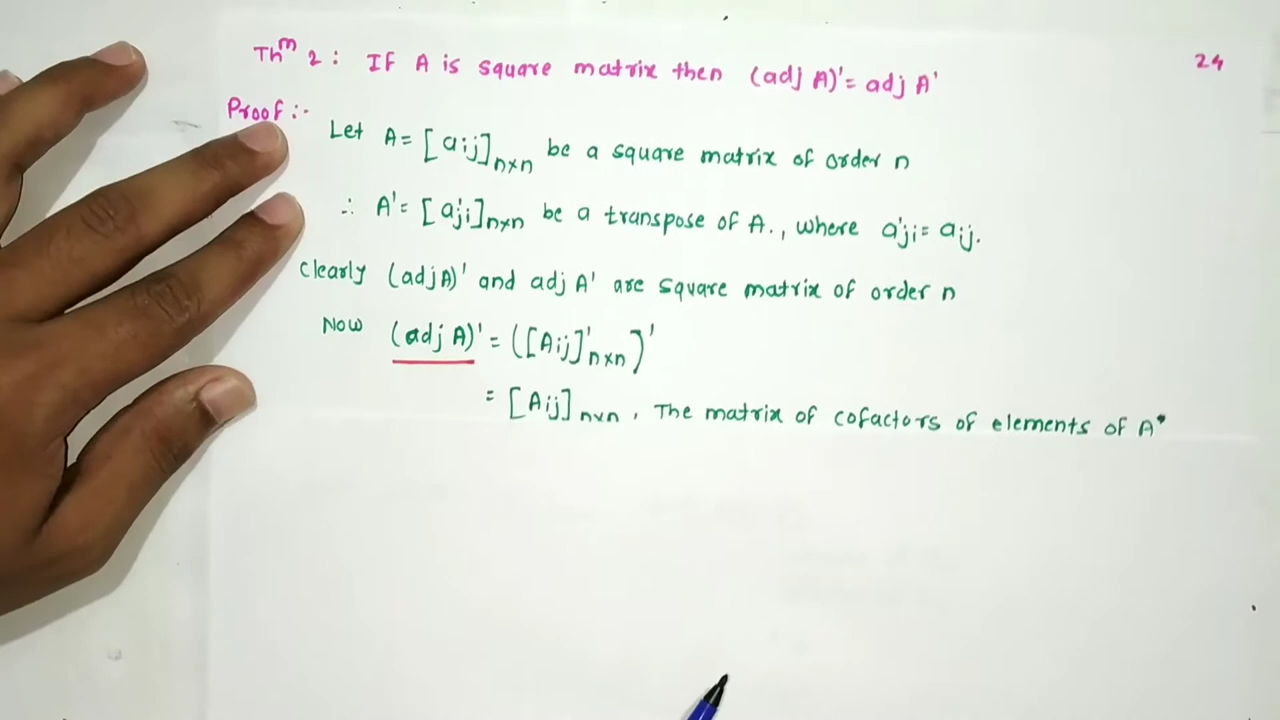 Thm 2: If A is square matrix then (adj A)' = adj A'
24
Proof :-
Let A = [aij]n×n be a square matrix of order n
∴ A' = [a'ji]n×n be a transpose of A., where a'ji = aij.
Clearly (adj A)' and adj A' are square matrix of order n
Now (adj A)' = ([Aij]'n×n)'
= [Aij]n×n, The matrix of cofactors of elements of A